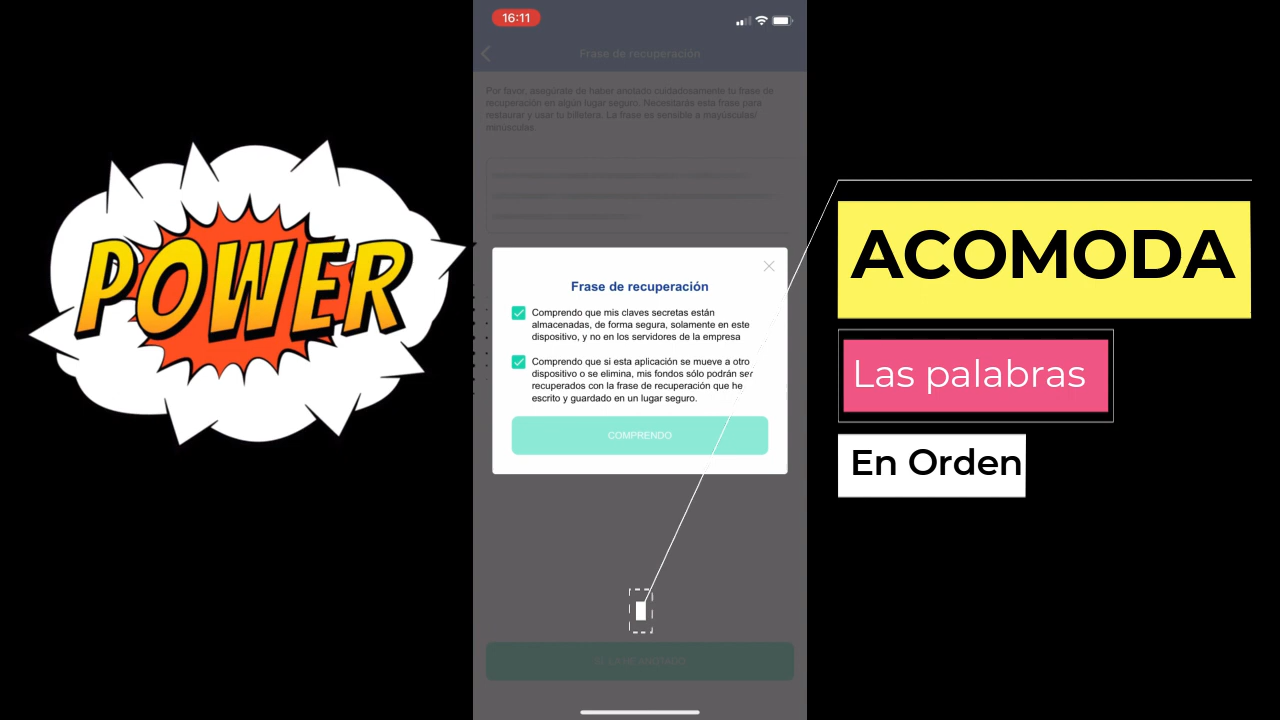 POWER
16:11
Frase de recuperación
Por favor, asegúrate de haber anotado cuidadosamente tu frase de
recuperación en algún lugar seguro. Necesitarás esta frase para
restaurar y usar tu billetera. La frase es sensible a mayúsculas/
minúsculas.
Frase de recuperación
Comprendo que mis claves secretas están
almacenadas, de forma segura, solamente en este
dispositivo, y no en los servidores de la empresa
Comprendo que si esta aplicación se mueve a otro
dispositivo o se elimina, mis fondos sólo podrán ser
recuperados con la frase de recuperación que he
escrito y guardado en un lugar seguro.
COMPRENDO
SÍ, LA HE ANOTADO
ACOMODA
Las palabras
En Orden